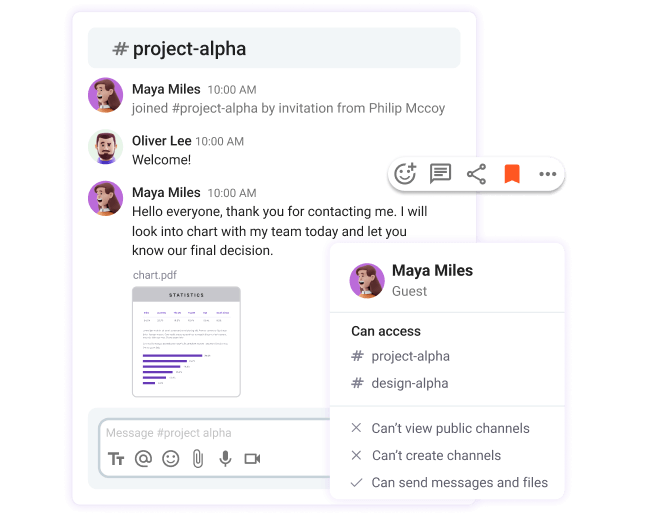 # project-alpha
Maya Miles 10:00 AM
joined #project-alpha by invitation from Philip Mccoy
Oliver Lee 10:00 AM
Welcome!
Maya Miles 10:00 AM
Hello everyone, thank you for contacting me. I will
look into chart with my team today and let you
know our final decision.
chart.pdf
STATISTICS
Message #project alpha
Tт
@
Maya Miles
Guest
Can access
# project-alpha
# design-alpha
Can’t view public channels
Can’t create channels
Can send messages and files